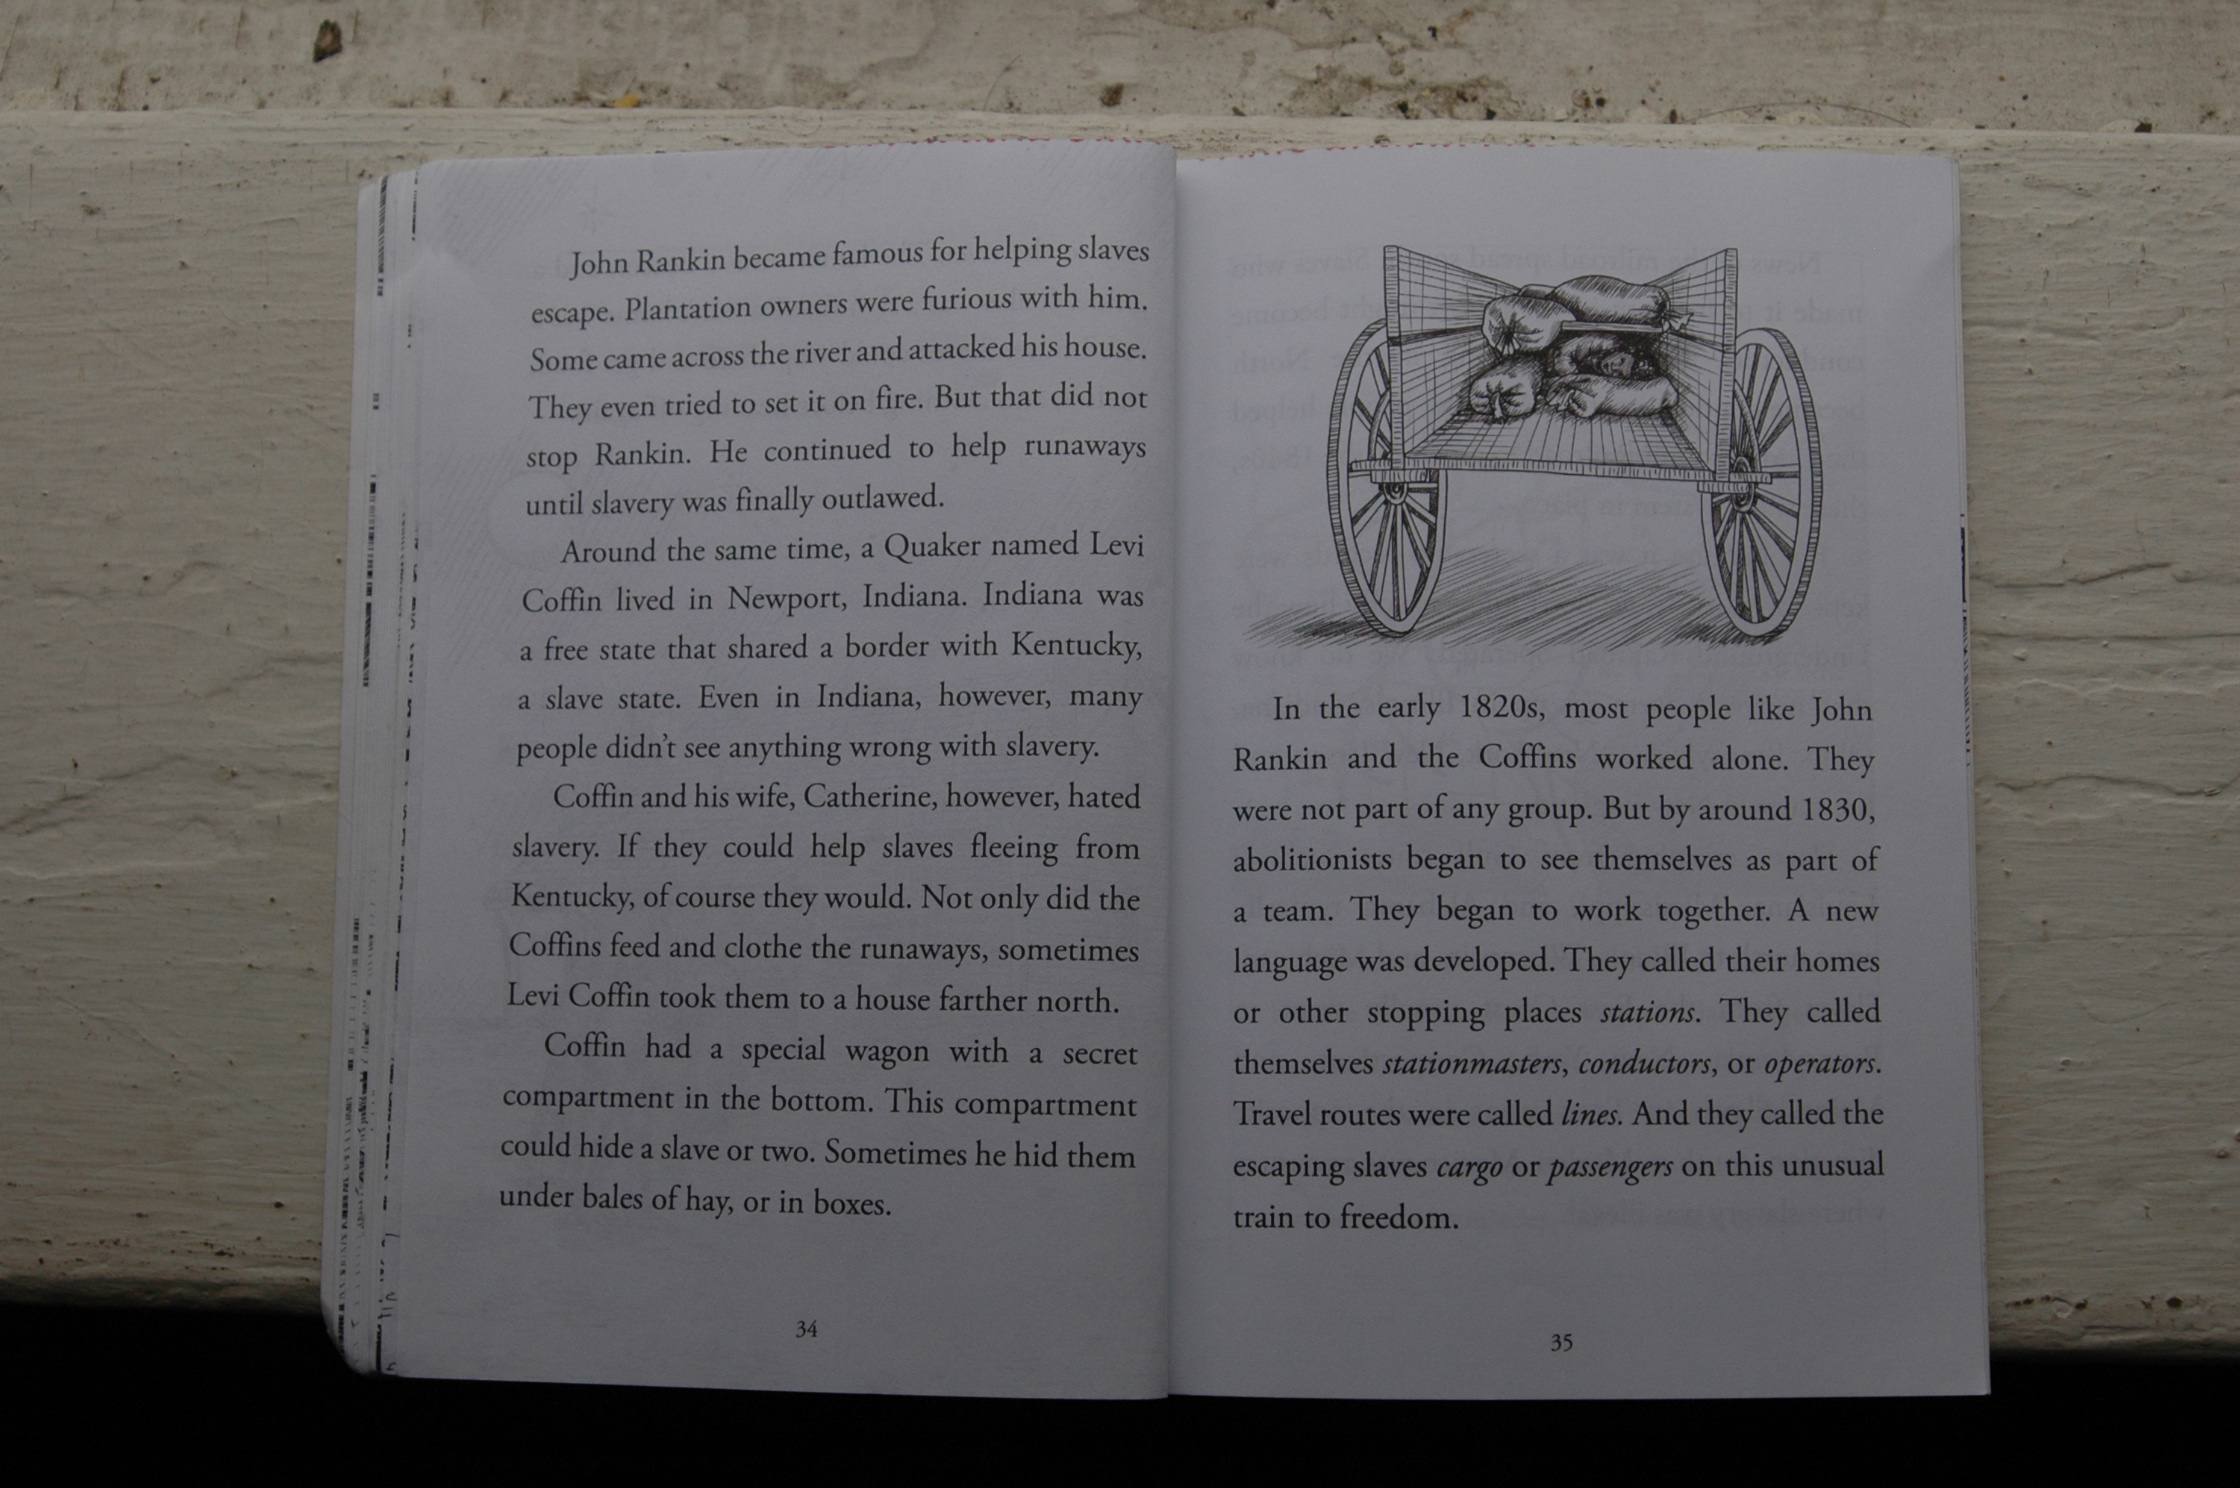 John Rankin became famous for helping slaves
escape. Plantation owners were furious with him.
Some came across the river and attacked his house.
They even tried to set it on fire. But that did not
stop Rankin. He continued to help runaways
until slavery was finally outlawed.
Around the same time, a Quaker named Levi
Coffin lived in Newport, Indiana. Indiana was
a free state that shared a border with Kentucky,
a slave state. Even in Indiana, however, many
people didn't see anything wrong with slavery.
Coffin and his wife, Catherine, however, hated
slavery. If they could help slaves fleeing from
Kentucky, of course they would. Not only did the
Coffins feed and clothe the runaways, sometimes
Levi Coffin took them to a house farther north.
Coffin had a special wagon with a secret
compartment in the bottom. This compartment
could hide a slave or two. Sometimes he hid them
under bales of hay, or in boxes.
34
In the early 1820s, most people like John
Rankin and the Coffins worked alone. They
were not part of any group. But by around 1830,
abolitionists began to see themselves as part of
a team. They began to work together. A new
language was developed. They called their homes
or other stopping places stations. They called
themselves stationmasters, conductors, or operators.
Travel routes were called lines. And they called the
escaping slaves cargo or passengers on this unusual
train to freedom.
35